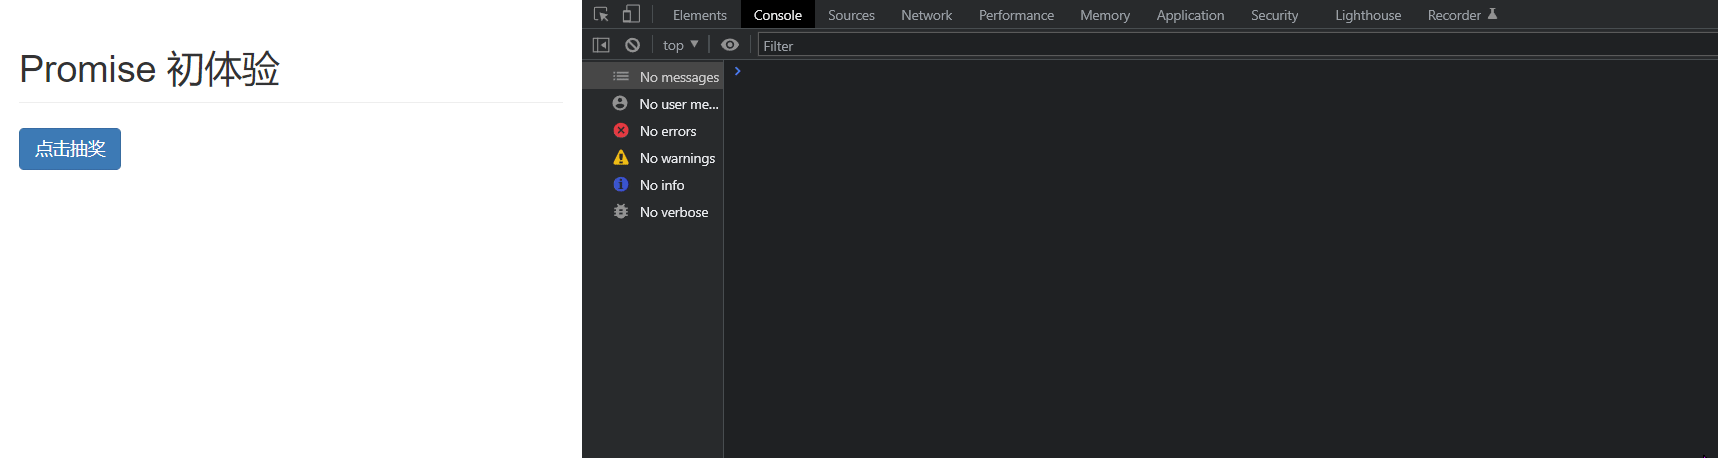 Promise 初体验
点击抽奖
Elements Console Sources Network Performance Memory Application Security Lighthouse Recorder
top Filter
No messages
No user me...
No errors
No warnings
No info
No verbose